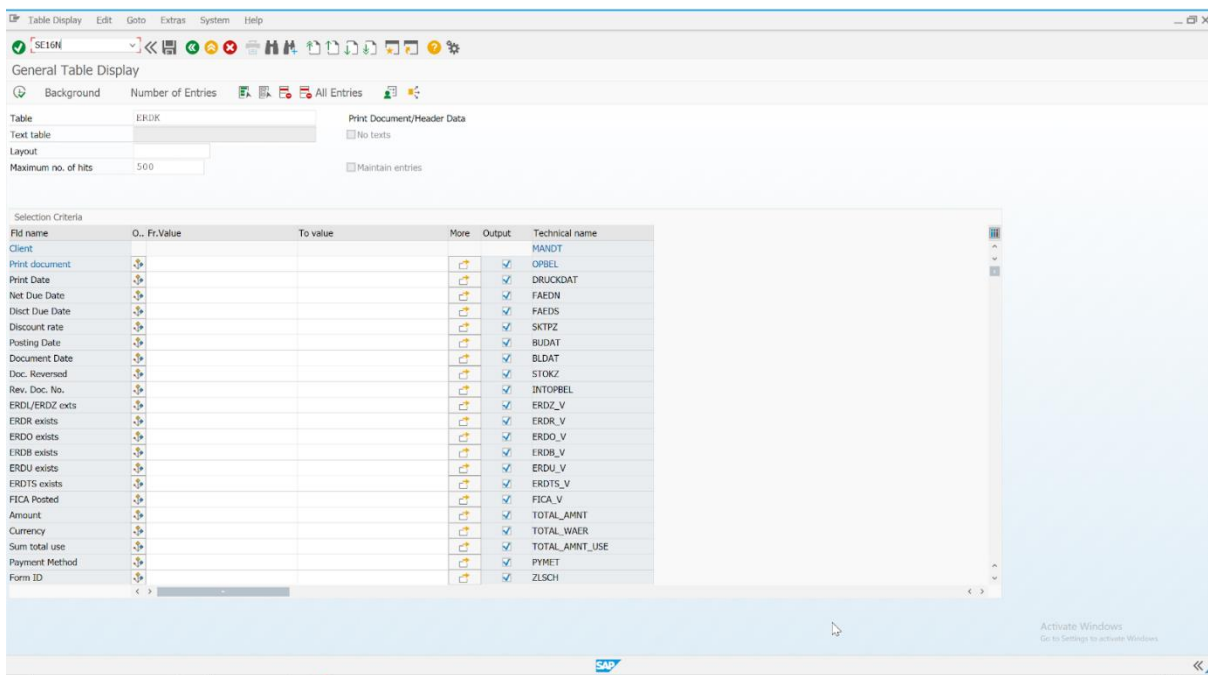 Table Display Edit Goto Extras System Help
SE16N
General Table Display
Background Number of Entries All Entries
Table ERDK Print Document/Header Data
Text table No texts
Layout
Maximum no. of hits 500 Maintain entries
Selection Criteria
Fld name O.. Fr.Value To value More Output Technical name
Client MANDT
Print document OPBEL
Print Date DRUCKDAT
Net Due Date FAEDN
Disct Due Date FAEDS
Discount rate SKTPZ
Posting Date BUDAT
Document Date BLDAT
Doc. Reversed STOKZ
Rev. Doc. No. INTOPBEL
ERDL/ERDZ exts ERDZ_V
ERDR exists ERDR_V
ERDO exists ERDO_V
ERDB exists ERDB_V
ERDU exists ERDU_V
ERDTS exists ERDTS_V
FICA Posted FICA_V
Amount TOTAL_AMNT
Currency TOTAL_WAER
Sum total use TOTAL_AMNT_USE
Payment Method PYMET
Form ID ZLSCH
Activate Windows
Go to Settings to activate Windows.
SAP